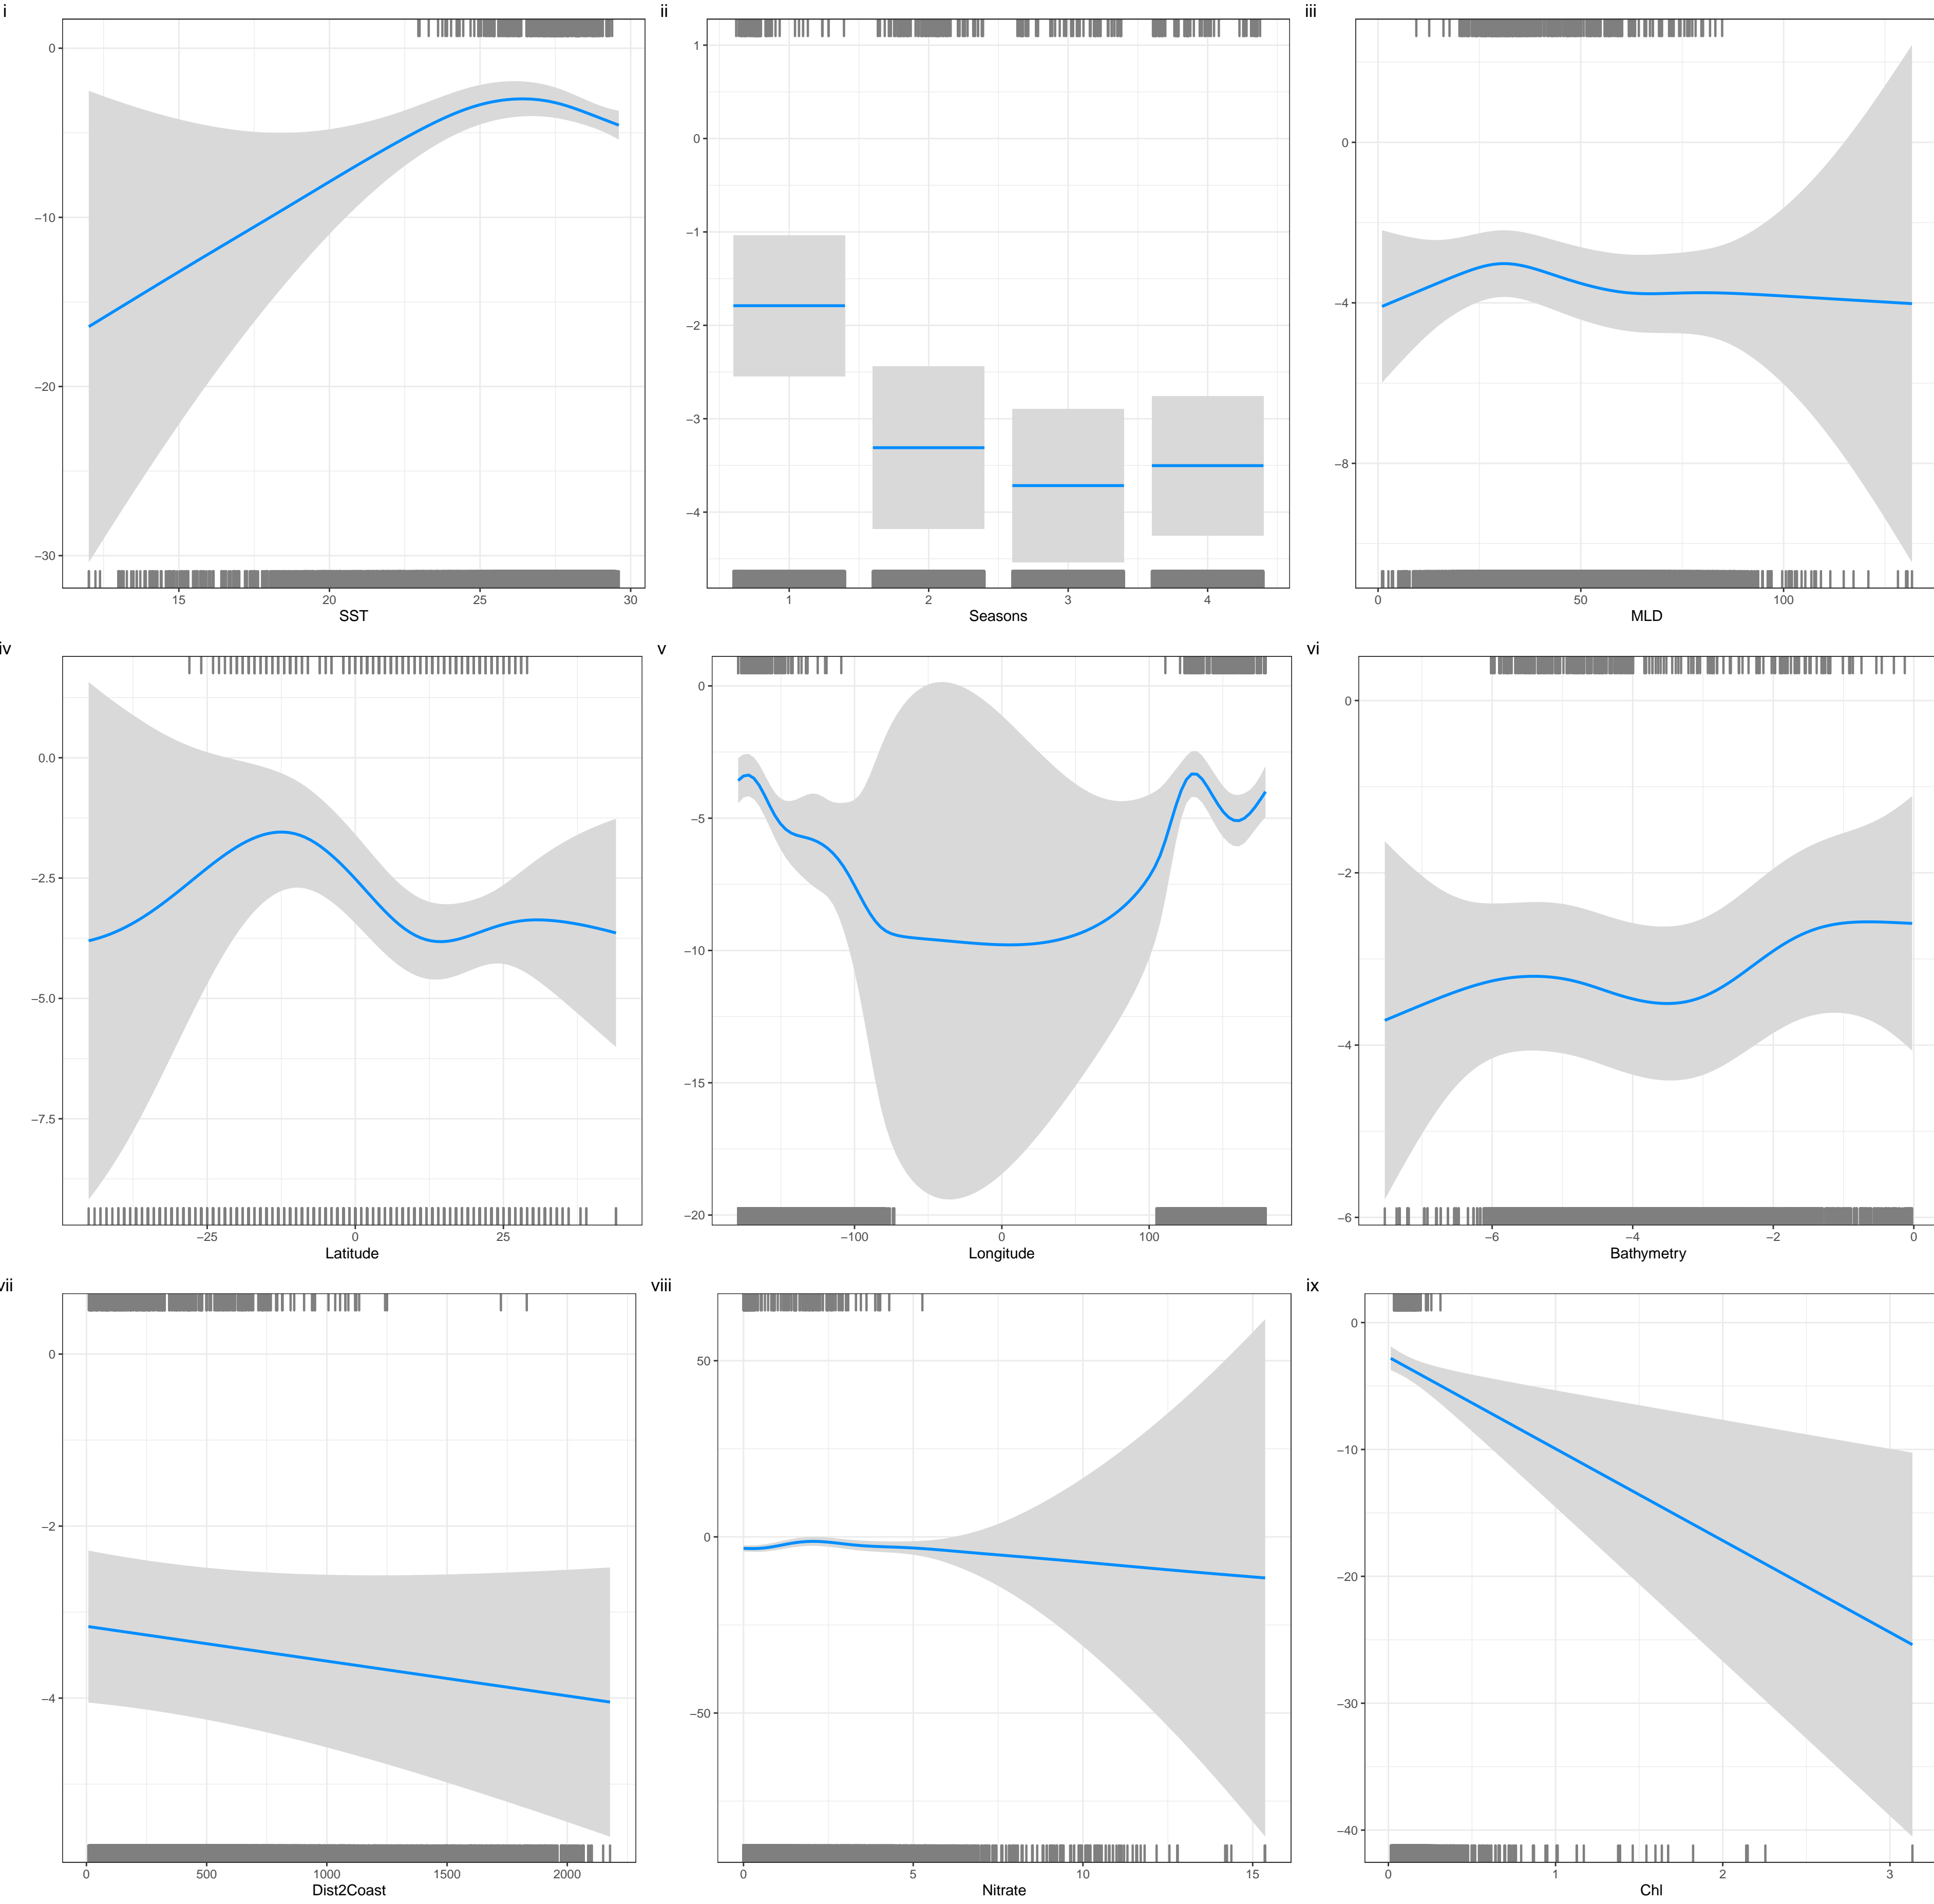 i
0
−10
−20
−30
15 20 25 30
SST
ii
1
0
−1
−2
−3
−4
1 2 3 4
Seasons
iii
0
−4
−8
0 50 100
MLD
iv
0.0
−2.5
−5.0
−7.5
−25 0 25
Latitude
v
0
−5
−10
−15
−20
−100 0 100
Longitude
vi
0
−2
−4
−6
−6 −4 −2 0
Bathymetry
vii
0
−2
−4
0 500 1000 1500 2000
Dist2Coast
viii
50
0
−50
0 5 10 15
Nitrate
ix
0
−10
−20
−30
−40
0 1 2 3
Chl